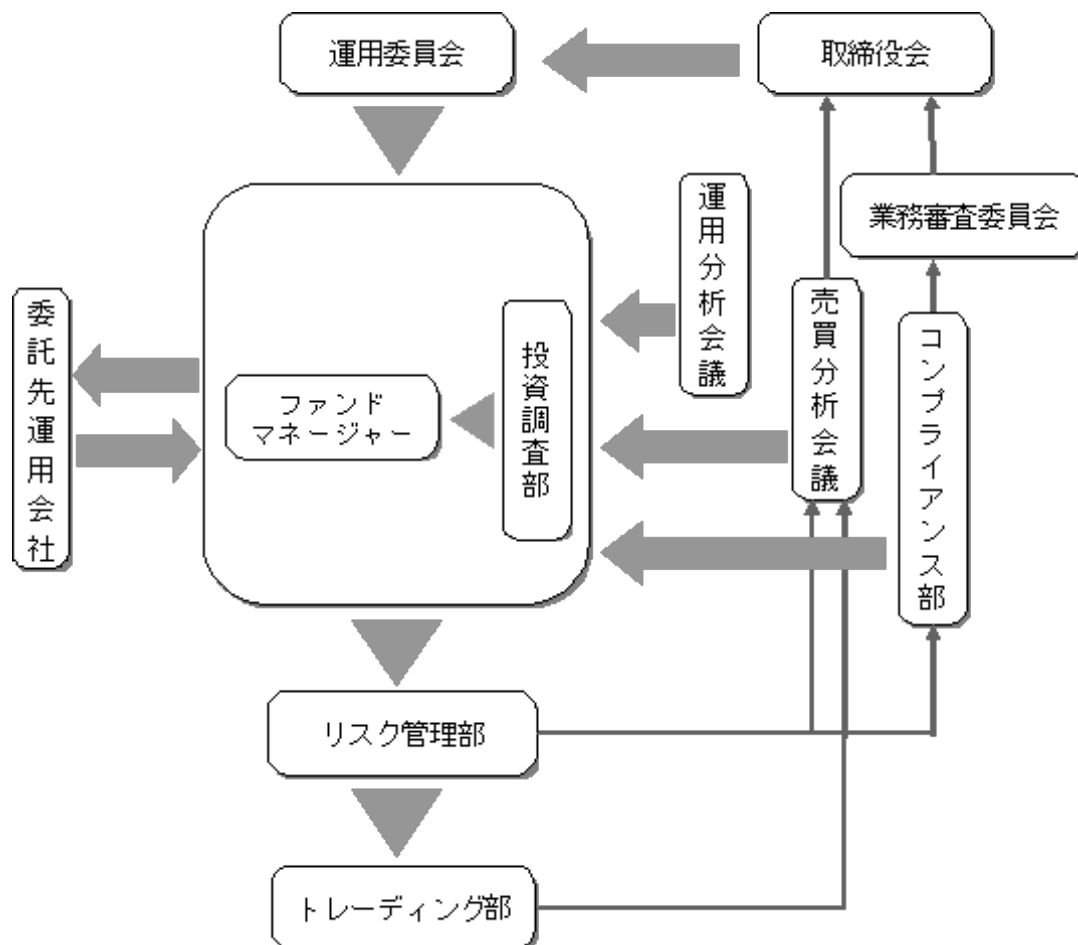 運用委員会
取締役会
業務審査委員会
運用分析会議
売買分析会議
コンプライアンス部
委託先運用会社
投資調査部
ファンド
マネージャー
リスク管理部
トレーディング部